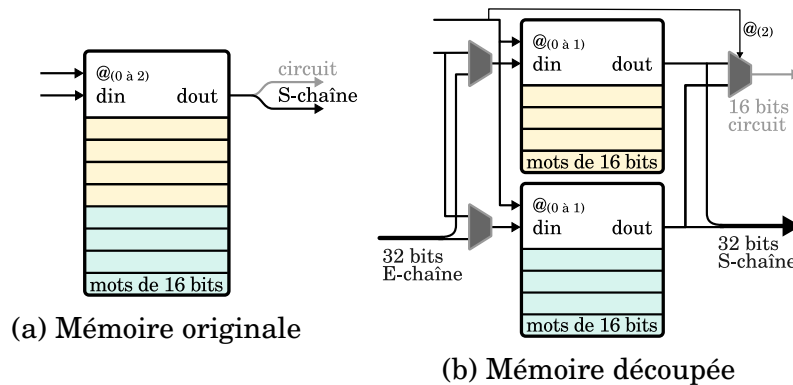 @(0 à 2)
din dout
circuit
S-chaîne
mots de 16 bits
(a) Mémoire originale
@(2)
@(0 à 1)
din dout
16 bits
circuit
mots de 16 bits
@(0 à 1)
din dout
32 bits
E-chaîne
32 bits
S-chaîne
mots de 16 bits
(b) Mémoire découpée